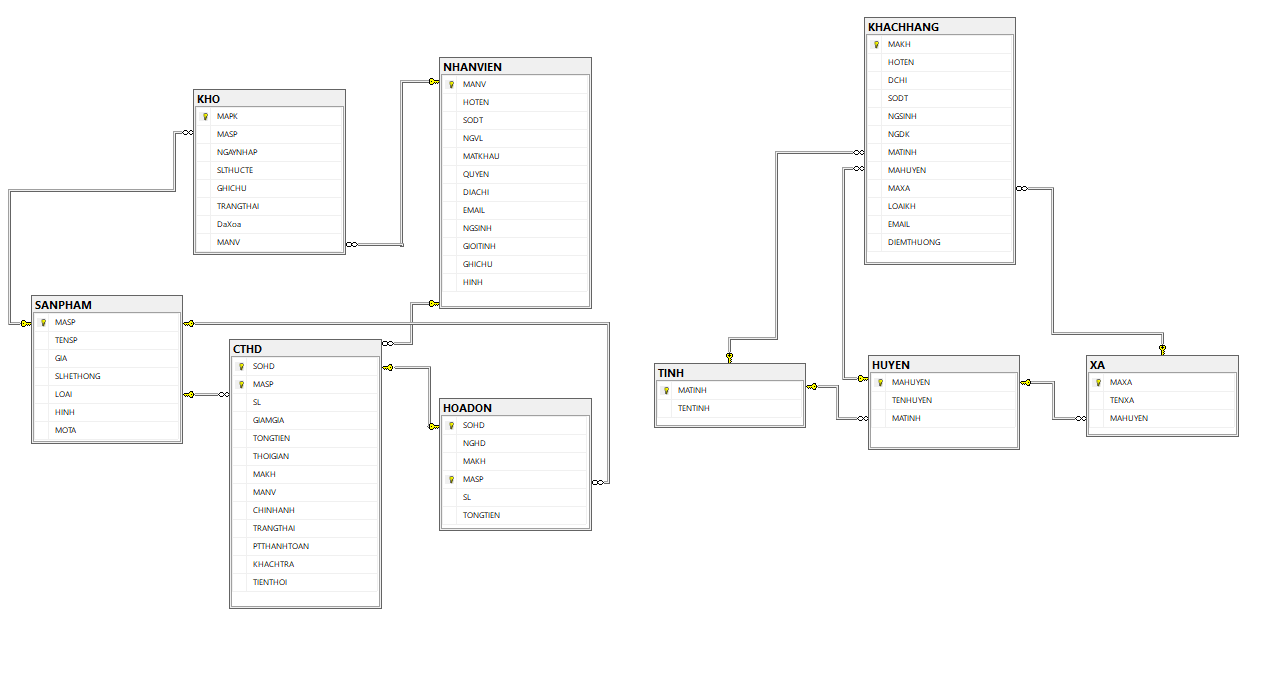 KHO
MAPK
MASP
NGAYNHAP
SLTHUCTE
GHICHU
TRANGTHAI
DaXoa
MANV
NHANVIEN
MANV
HOTEN
SODT
NGVL
MATKHAU
QUYEN
DIACHI
EMAIL
NGSINH
GIOITINH
GHICHU
HINH
KHACHHANG
MAKH
HOTEN
DCHI
SODT
NGSINH
NGDK
MATINH
MAHUYEN
MAXA
LOAIKH
EMAIL
DIEMTHUONG
SANPHAM
MASP
TENSP
GIA
SLHETHONG
LOAI
HINH
MOTA
CTHD
SOHD
MASP
SL
GIAMGIA
TONGTIEN
THOIGIAN
MAKH
MANV
CHINHANH
TRANGTHAI
PTTHANHTOAN
KHACHTRA
TIENTHOI
HOADON
SOHD
NGHD
MAKH
MASP
SL
TONGTIEN
TINH
MATINH
TENTINH
HUYEN
MAHUYEN
TENHUYEN
MATINH
XA
MAXA
TENXA
MAHUYEN